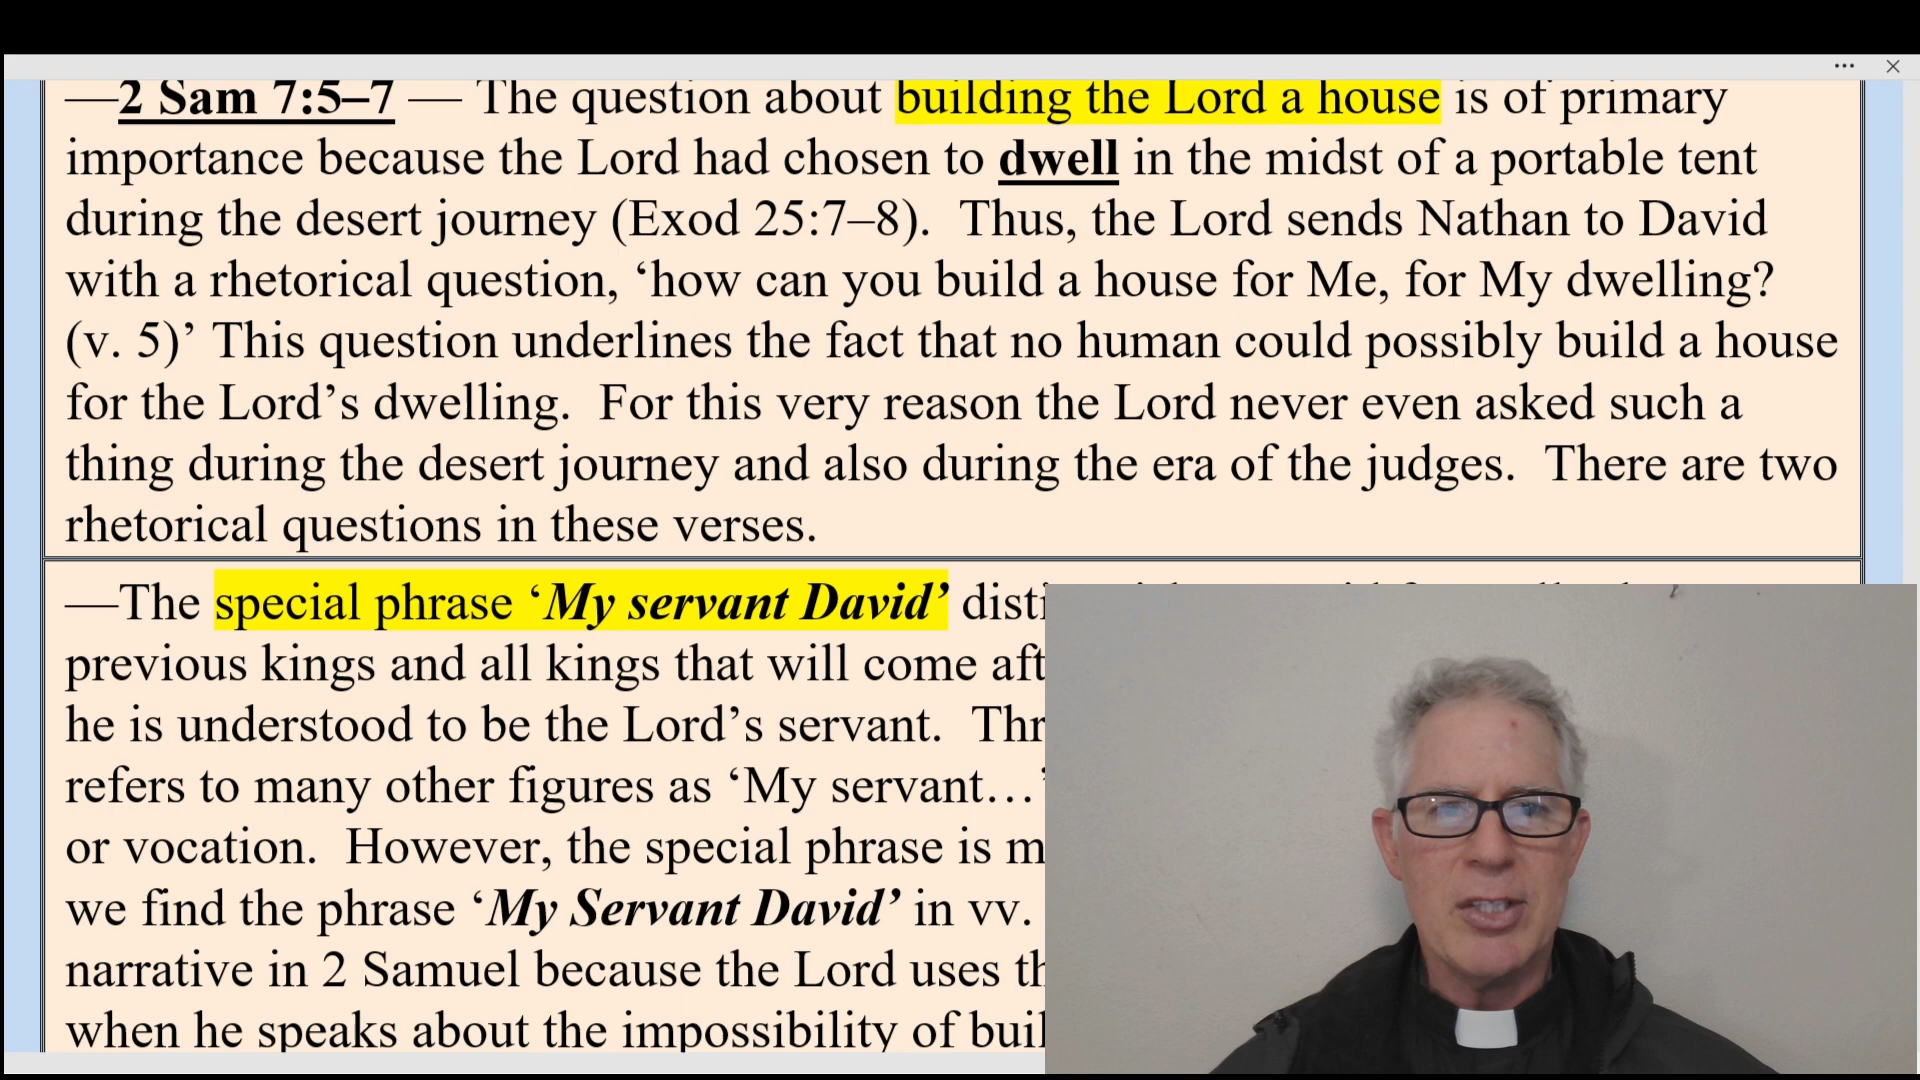 —2 Sam 7:5–7 — The question about building the Lord a house is of primary
importance because the Lord had chosen to dwell in the midst of a portable tent
during the desert journey (Exod 25:7–8).  Thus, the Lord sends Nathan to David
with a rhetorical question, ‘how can you build a house for Me, for My dwelling?
(v. 5)’ This question underlines the fact that no human could possibly build a house
for the Lord’s dwelling.  For this very reason the Lord never even asked such a
thing during the desert journey and also during the era of the judges.  There are two
rhetorical questions in these verses.
—The special phrase ‘My servant David’
previous kings and all kings that will come
he is understood to be the Lord’s servant.
refers to many other figures as ‘My servant…’
or vocation.  However, the special phrase is
we find the phrase ‘My Servant David’ in vv.
narrative in 2 Samuel because the Lord uses
when he speaks about the impossibility of